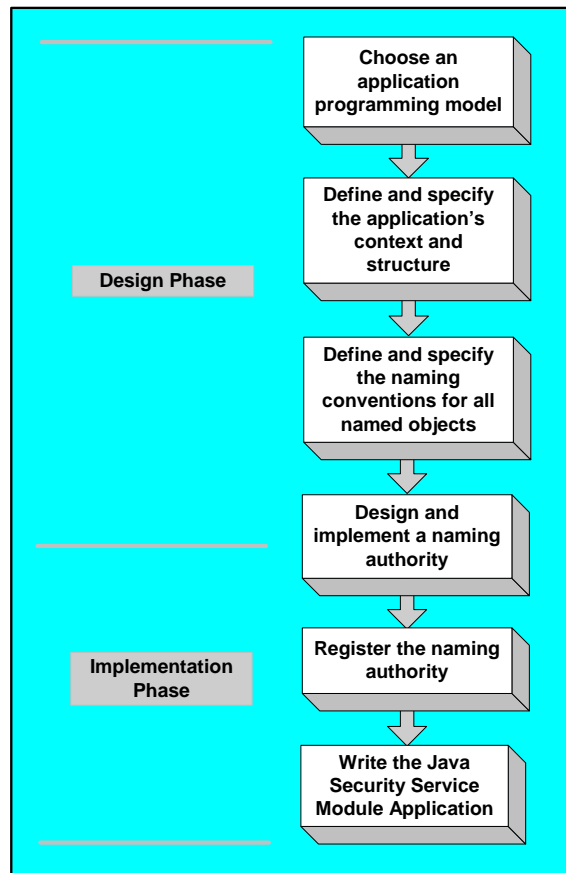 Choose an
application
programming model
Define and specify
the application's
context and
structure
Design Phase
Define and specify
the naming
conventions for all
named objects
Design and
implement a naming
authority
Register the naming
authority
Implementation
Phase
Write the Java
Security Service
Module Application